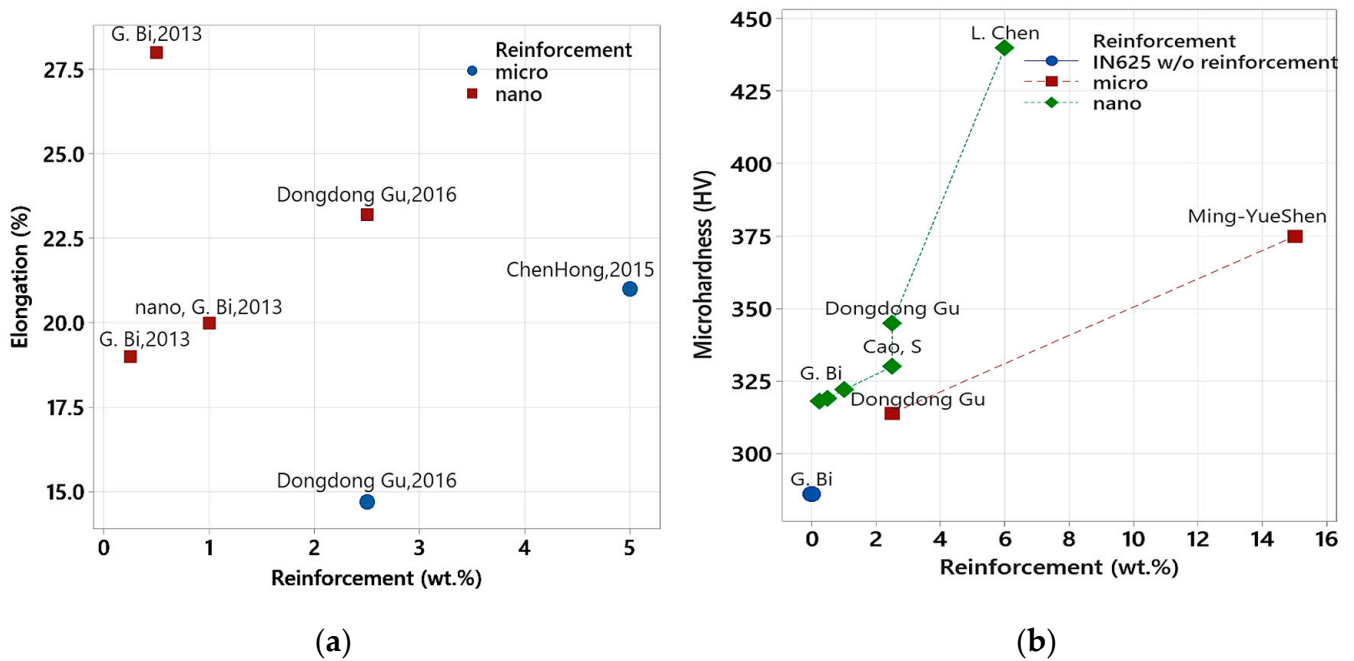 G. Bi,2013
Reinforcement
micro
nano
27.5
25.0
22.5
20.0
17.5
15.0
Elongation (%)
Dongdong Gu,2016
ChenHong,2015
nano, G. Bi,2013
G. Bi,2013
Dongdong Gu,2016
0 1 2 3 4 5
Reinforcement (wt.%)
(a)
L. Chen
Reinforcement
IN625 w/o reinforcement
micro
nano
450
425
400
375
350
325
300
Microhardness (HV)
Ming-YueShen
Dongdong Gu
Cao, S
G. Bi
Dongdong Gu
G. Bi
0 2 4 6 8 10 12 14 16
Reinforcement (wt.%)
(b)